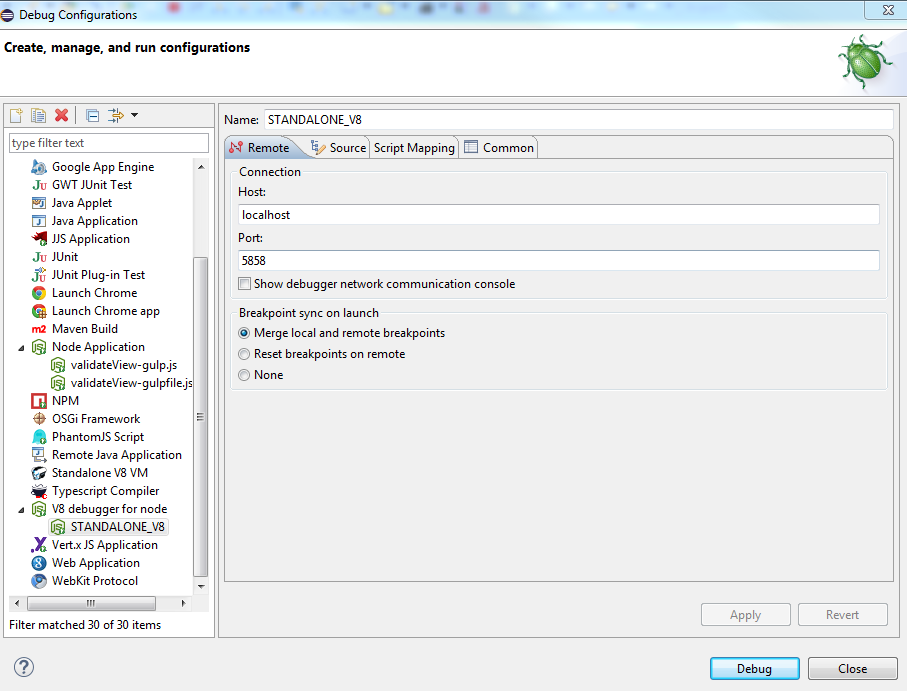 Debug Configurations
Create, manage, and run configurations
type filter text
Google App Engine
GWT JUnit Test
Java Applet
Java Application
JJS Application
JUnit
JUnit Plug-in Test
Launch Chrome
Launch Chrome app
Maven Build
Node Application
validateView-gulp.js
validateView-gulpfile.js
NPM
OSGi Framework
PhantomJS Script
Remote Java Application
Standalone V8 VM
Typescript Compiler
V8 debugger for node
STANDALONE_V8
Vert.x JS Application
Web Application
WebKit Protocol
Filter matched 30 of 30 items
Name: STANDALONE_V8
Remote Source Script Mapping Common
Connection
Host:
localhost
Port:
5858
Show debugger network communication console
Breakpoint sync on launch
Merge local and remote breakpoints
Reset breakpoints on remote
None
Apply Revert
Debug Close